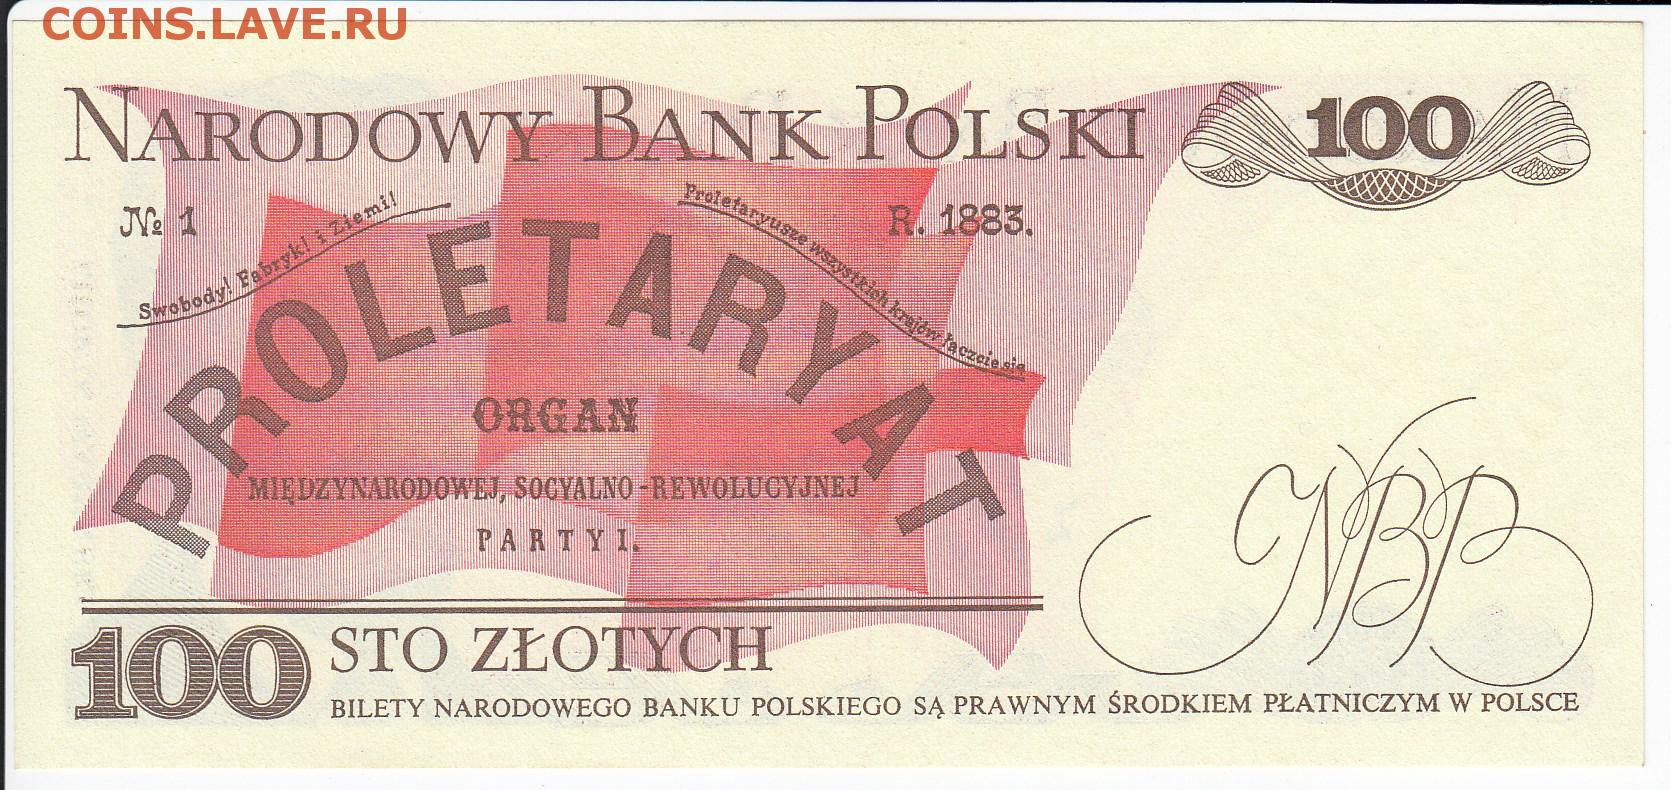 COINS.LAVE.RU
NARODOWY BANK POLSKI
100
№ 1
R. 1883.
Swobody! Fabryk! i Ziemi!
Proletaryusze wszystkich krajów łączcie się
PROLETARYAT
ORGAN
MIĘDZYNARODOWEJ, SOCYALNO-REWOLUCYJNEJ
PARTYI.
NBP
100
STO ZŁOTYCH
BILETY NARODOWEGO BANKU POLSKIEGO SĄ PRAWNYM ŚRODKIEM PŁATNICZYM W POLSCE